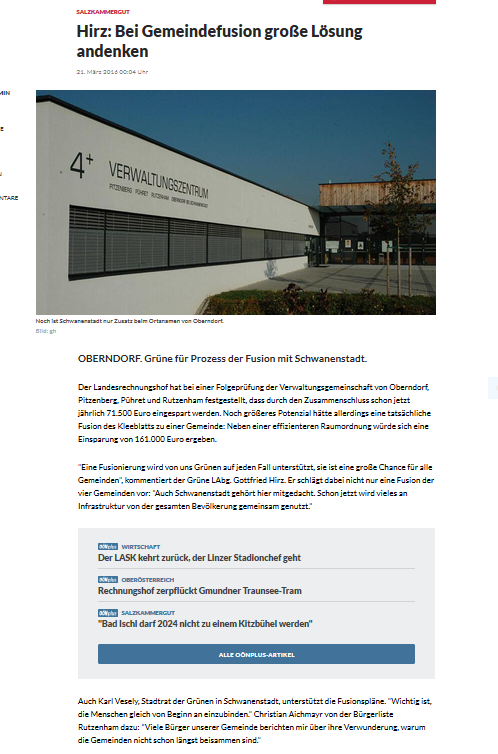 SALZKAMMERGUT
Hirz: Bei Gemeindefusion große Lösung
andenken
21. März 2016 00:04 Uhr
MIN
E
N
NTARE
4+
VERWALTUNGSZENTRUM
PITZENBERG PÜHRET RUTZENHAM OBERNDORF BEI SCHWANENSTADT
Noch ist Schwanenstadt nur Zusatz beim Ortsnamen von Oberndorf.
Bild: gh
OBERNDORF. Grüne für Prozess der Fusion mit Schwanenstadt.
Der Landesrechnungshof hat bei einer Folgeprüfung der Verwaltungsgemeinschaft von Oberndorf,
Pitzenberg, Pühret und Rutzenham festgestellt, dass durch den Zusammenschluss schon jetzt
jährlich 71.500 Euro eingespart werden. Noch größeres Potenzial hätte allerdings eine tatsächliche
Fusion des Kleeblatts zu einer Gemeinde: Neben einer effizienteren Raumordnung würde sich eine
Einsparung von 161.000 Euro ergeben.
"Eine Fusionierung wird von uns Grünen auf jeden Fall unterstützt, sie ist eine große Chance für alle
Gemeinden", kommentiert der Grüne LAbg. Gottfried Hirz. Er schlägt dabei nicht nur eine Fusion der
vier Gemeinden vor: "Auch Schwanenstadt gehört hier mitgedacht. Schon jetzt wird vieles an
Infrastruktur von der gesamten Bevölkerung gemeinsam genutzt."
OÖNplus WIRTSCHAFT
Der LASK kehrt zurück, der Linzer Stadionchef geht
OÖNplus OBERÖSTERREICH
Rechnungshof zerpflückt Gmundner Traunsee-Tram
OÖNplus SALZKAMMERGUT
"Bad Ischl darf 2024 nicht zu einem Kitzbühel werden"
ALLE OÖNPLUS-ARTIKEL
Auch Karl Vesely, Stadtrat der Grünen in Schwanenstadt, unterstützt die Fusionspläne. "Wichtig ist,
die Menschen gleich von Beginn an einzubinden." Christian Aichmayr von der Bürgerliste
Rutzenham dazu: "Viele Bürger unserer Gemeinde berichten mir über ihre Verwunderung, warum
die Gemeinden nicht schon längst beisammen sind."